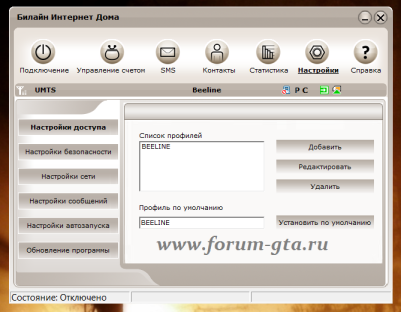 Билайн Интернет Дома
Подключение Управление счетом SMS Контакты Статистика Настройки Справка
UMTS Beeline P C
Настройки доступа
Настройки безопасности
Настройки сети
Настройки сообщений
Настройки автозапуска
Обновление программы
Список профилей
BEELINE
Добавить
Редактировать
Удалить
Профиль по умолчанию
BEELINE Установить по умолчанию
www.forum-gta.ru
Состояние: Отключено